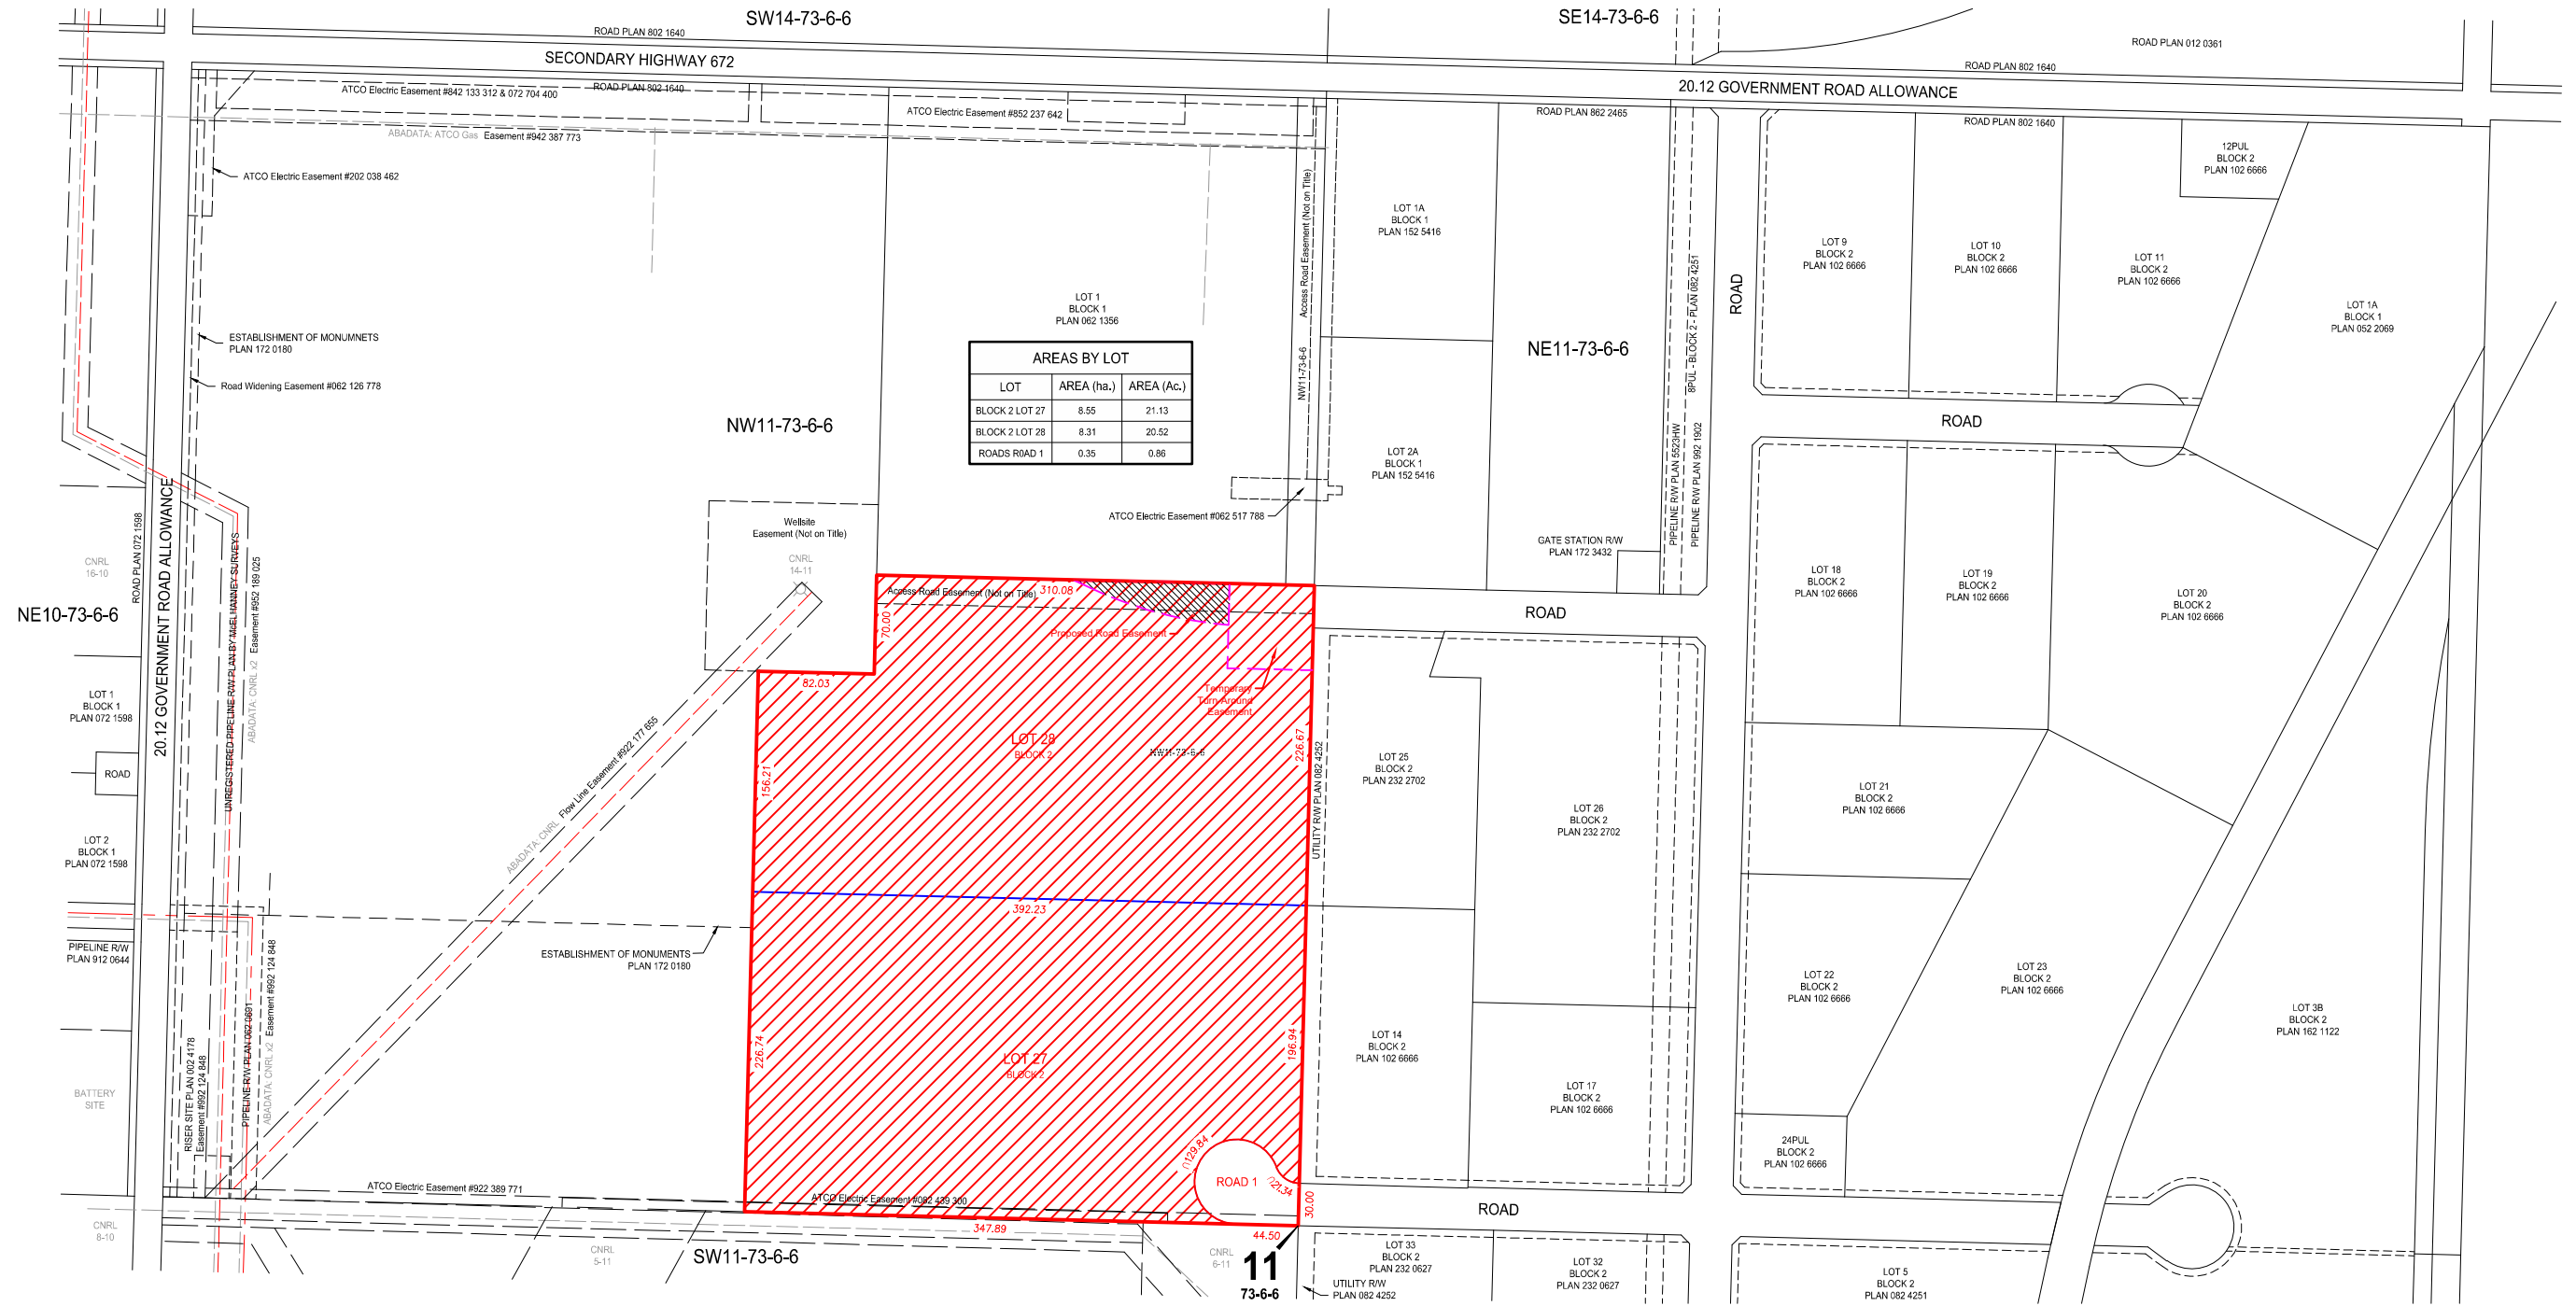 SW14-73-6-6
SE14-73-6-6
ROAD PLAN 802 1640
ROAD PLAN 012 0361
SECONDARY HIGHWAY 672
ROAD PLAN 802 1640
20.12 GOVERNMENT ROAD ALLOWANCE
ATCO Electric Easement #842 133 312 & 072 704 400
ROAD PLAN 802 1640
ATCO Electric Easement #852 237 642
ROAD PLAN 862 2465
ROAD PLAN 802 1640
ABADATA: ATCO Gas Easement #942 387 773
ATCO Electric Easement #202 038 462
12PUL
BLOCK 2
PLAN 102 6666
Access Road Easement (Not on Title)
NW11-73-6-6
LOT 1A
BLOCK 1
PLAN 152 5416
LOT 9
BLOCK 2
PLAN 102 6666
LOT 10
BLOCK 2
PLAN 102 6666
LOT 11
BLOCK 2
PLAN 102 6666
LOT 1A
BLOCK 1
PLAN 052 2069
8PUL - BLOCK 2 - PLAN 082 4251
ROAD
LOT 1
BLOCK 1
PLAN 062 1356
ESTABLISHMENT OF MONUMNETS
PLAN 172 0180
Road Widening Easement #062 126 778
AREAS BY LOT
LOT AREA (ha.) AREA (Ac.)
BLOCK 2 LOT 27 8.55 21.13
BLOCK 2 LOT 28 8.31 20.52
ROADS R0AD 1 0.35 0.86
NE11-73-6-6
NW11-73-6-6
ROAD
LOT 2A
BLOCK 1
PLAN 152 5416
PIPELINE R/W PLAN 5523HW
PIPELINE R/W PLAN 992 1902
ATCO Electric Easement #062 517 788
Wellsite
Easement (Not on Title)
CNRL
14-11
GATE STATION R/W
PLAN 172 3432
CNRL
16-10
ROAD PLAN 072 1598
20.12 GOVERNMENT ROAD ALLOWANCE
UNREGISTERED PIPELINE R/W PLAN BY McELHANNEY SURVEYS
ABADATA: CNRL x2 Easement #952 189 025
NE10-73-6-6
LOT 18
BLOCK 2
PLAN 102 6666
LOT 19
BLOCK 2
PLAN 102 6666
LOT 20
BLOCK 2
PLAN 102 6666
Access Road Easement (Not on Title)
310.08
70.00
Proposed Road Easement
ROAD
82.03
Temporary
Turn-Around
Easement
LOT 1
BLOCK 1
PLAN 072 1598
ROAD
LOT 2
BLOCK 1
PLAN 072 1598
ABADATA: CNRL Flow Line Easement #922 177 655
156.21
LOT 28
BLOCK 2
NW11-73-6-6
226.67
UTILITY R/W PLAN 082 4252
LOT 25
BLOCK 2
PLAN 232 2702
LOT 26
BLOCK 2
PLAN 232 2702
LOT 21
BLOCK 2
PLAN 102 6666
392.23
PIPELINE R/W
PLAN 912 0644
ESTABLISHMENT OF MONUMENTS
PLAN 172 0180
LOT 22
BLOCK 2
PLAN 102 6666
LOT 23
BLOCK 2
PLAN 102 6666
LOT 3B
BLOCK 2
PLAN 162 1122
BATTERY
SITE
RISER SITE PLAN 002 4178
Easement #992 124 848
PIPELINE R/W PLAN 062 0691
ABADATA: CNRL x2 Easement #992 124 848
226.74
LOT 27
BLOCK 2
196.94
LOT 14
BLOCK 2
PLAN 102 6666
LOT 17
BLOCK 2
PLAN 102 6666
24PUL
BLOCK 2
PLAN 102 6666
129.84
ROAD 1
21.34
30.00
ATCO Electric Easement #922 389 771
ATCO Electric Easement #082 439 300
ROAD
CNRL
8-10
347.89
44.50
CNRL
5-11
SW11-73-6-6
CNRL
6-11
11
73-6-6
UTILITY R/W
PLAN 082 4252
LOT 33
BLOCK 2
PLAN 232 0627
LOT 32
BLOCK 2
PLAN 232 0627
LOT 5
BLOCK 2
PLAN 082 4251